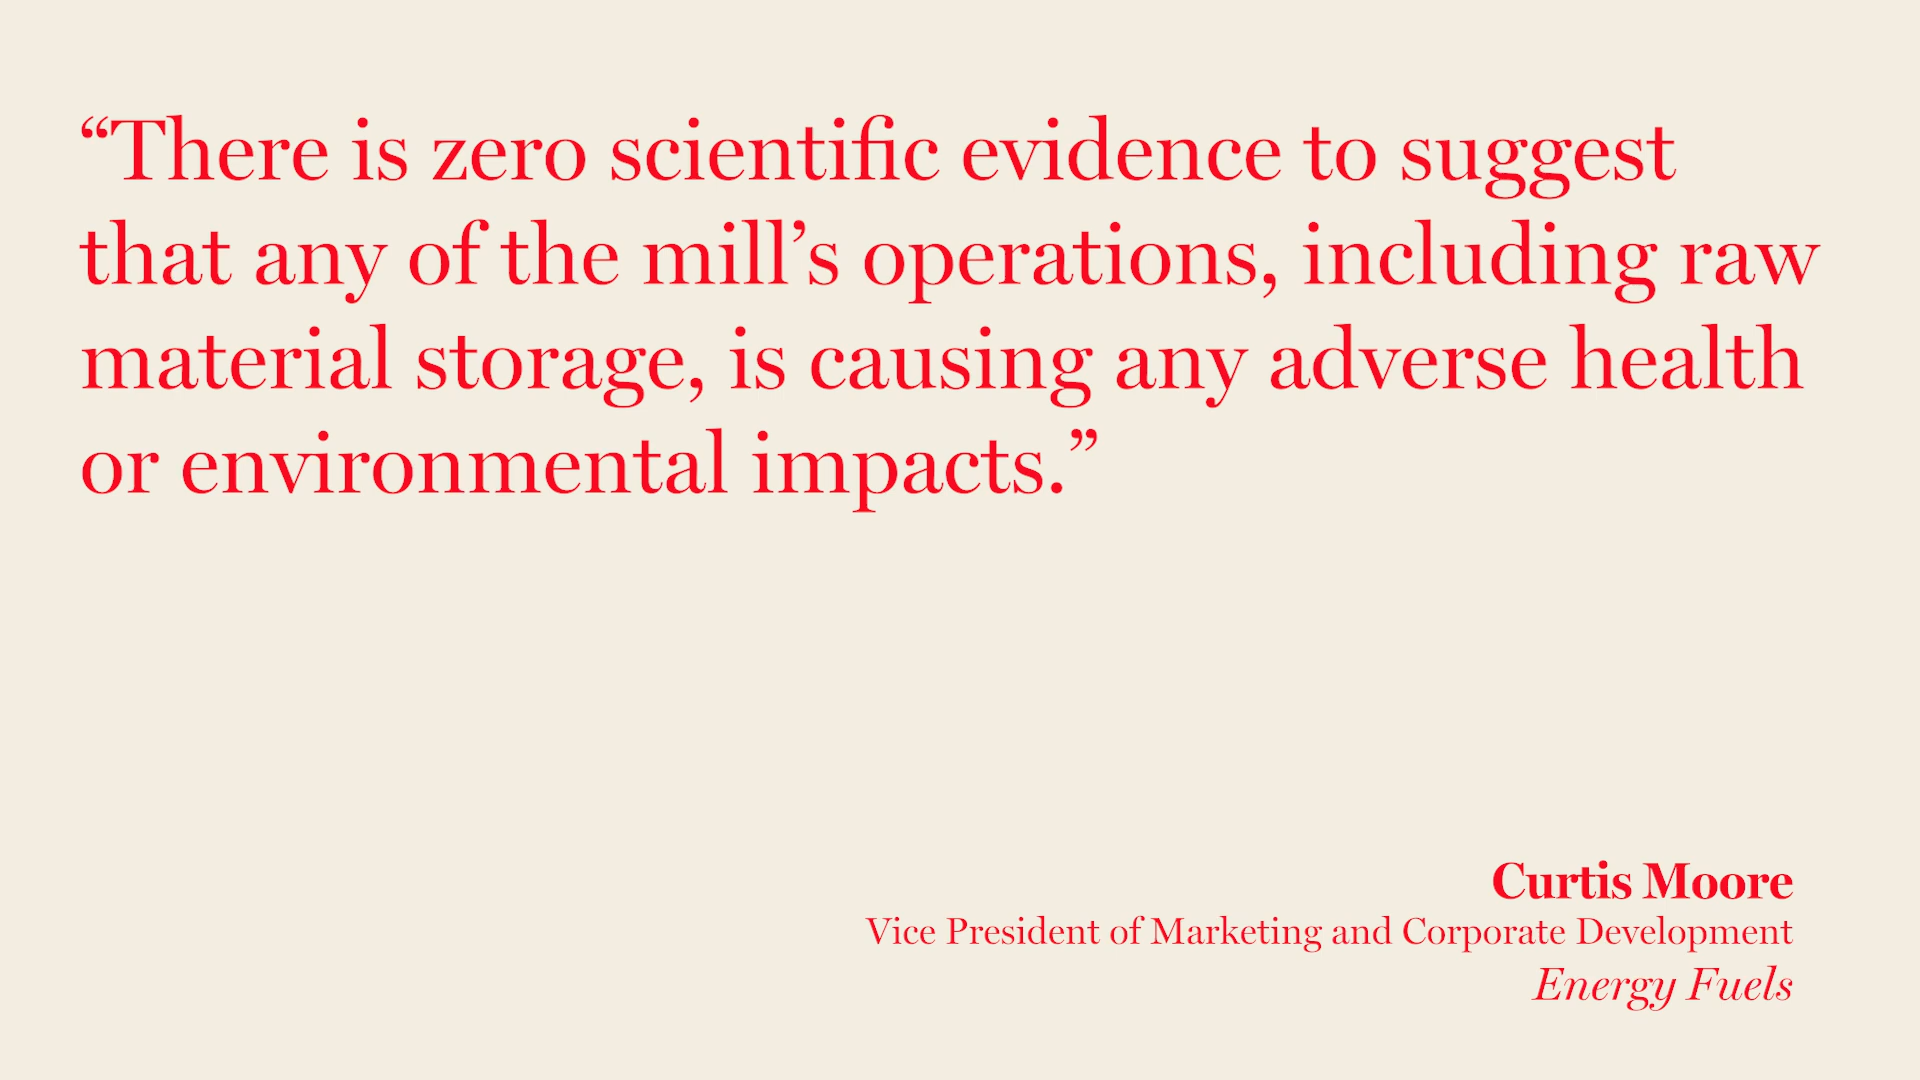 “There is zero scientific evidence to suggest
that any of the mill’s operations, including raw
material storage, is causing any adverse health
or environmental impacts.”
Curtis Moore
Vice President of Marketing and Corporate Development
Energy Fuels